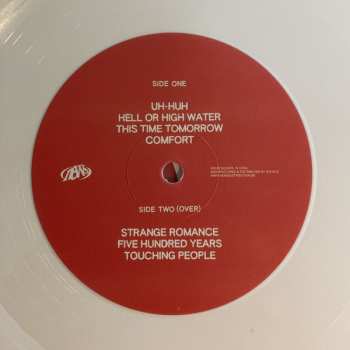 SIDE ONE
UH-HUH
HELL OR HIGH WATER
THIS TIME TOMORROW
COMFORT
SIDE TWO (OVER)
STRANGE ROMANCE
FIVE HUNDRED YEARS
TOUCHING PEOPLE